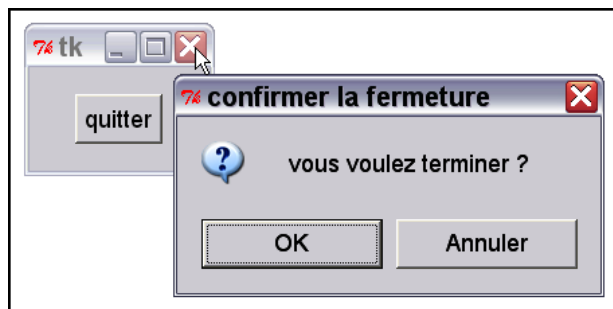 tk
quitter
confirmer la fermeture
vous voulez terminer ?
OK
Annuler